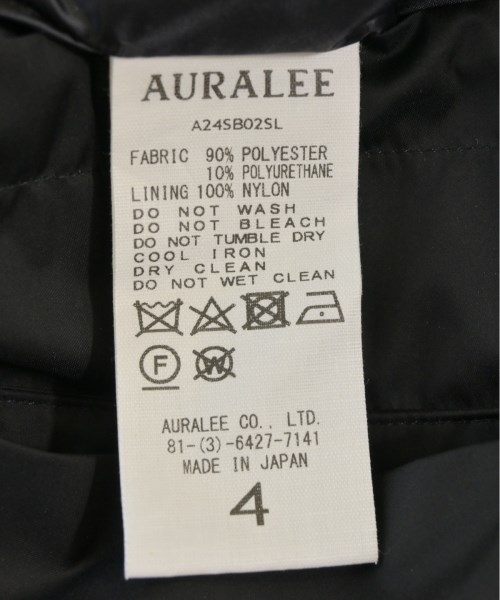 AURALEE
A24SB02SL
FABRIC 90% POLYESTER
10% POLYURETHANE
LINING 100% NYLON
DO NOT WASH
DO NOT BLEACH
DO NOT TUMBLE DRY
COOL IRON
DRY CLEAN
DO NOT WET CLEAN
F W
AURALEE CO., LTD.
81-(3)-6427-7141
MADE IN JAPAN
4